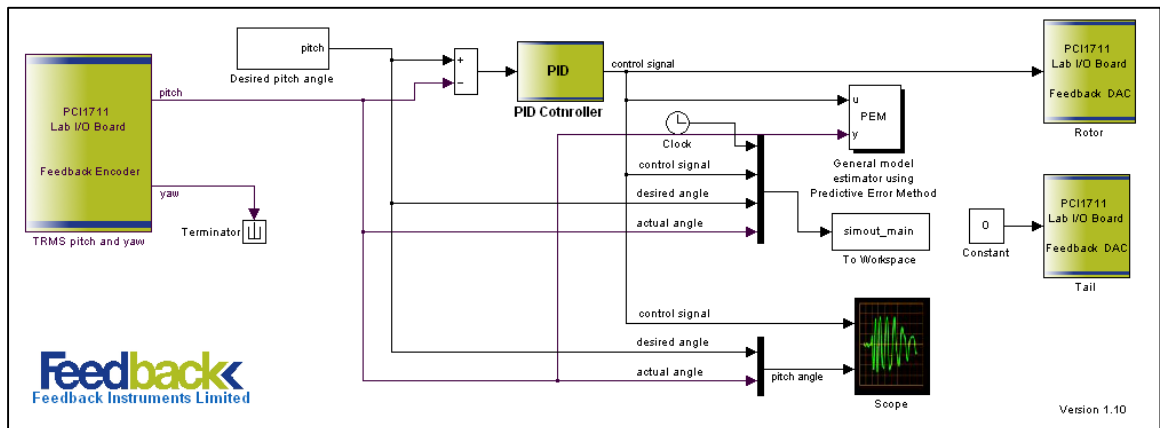 PCI1711
Lab I/O Board
Feedback Encoder
pitch
yaw
TRMS pitch and yaw
Terminator
pitch
Desired pitch angle
+
−
PID
PID Cotnroller
control signal
Clock
control signal
desired angle
actual angle
u
PEM
y
General model
estimator using
Predictive Error Method
simout_main
To Workspace
PCI1711
Lab I/O Board
Feedback DAC
Rotor
0
Constant
PCI1711
Lab I/O Board
Feedback DAC
Tail
control signal
desired angle
actual angle
pitch angle
Scope
Feedback
Feedback Instruments Limited
Version 1.10